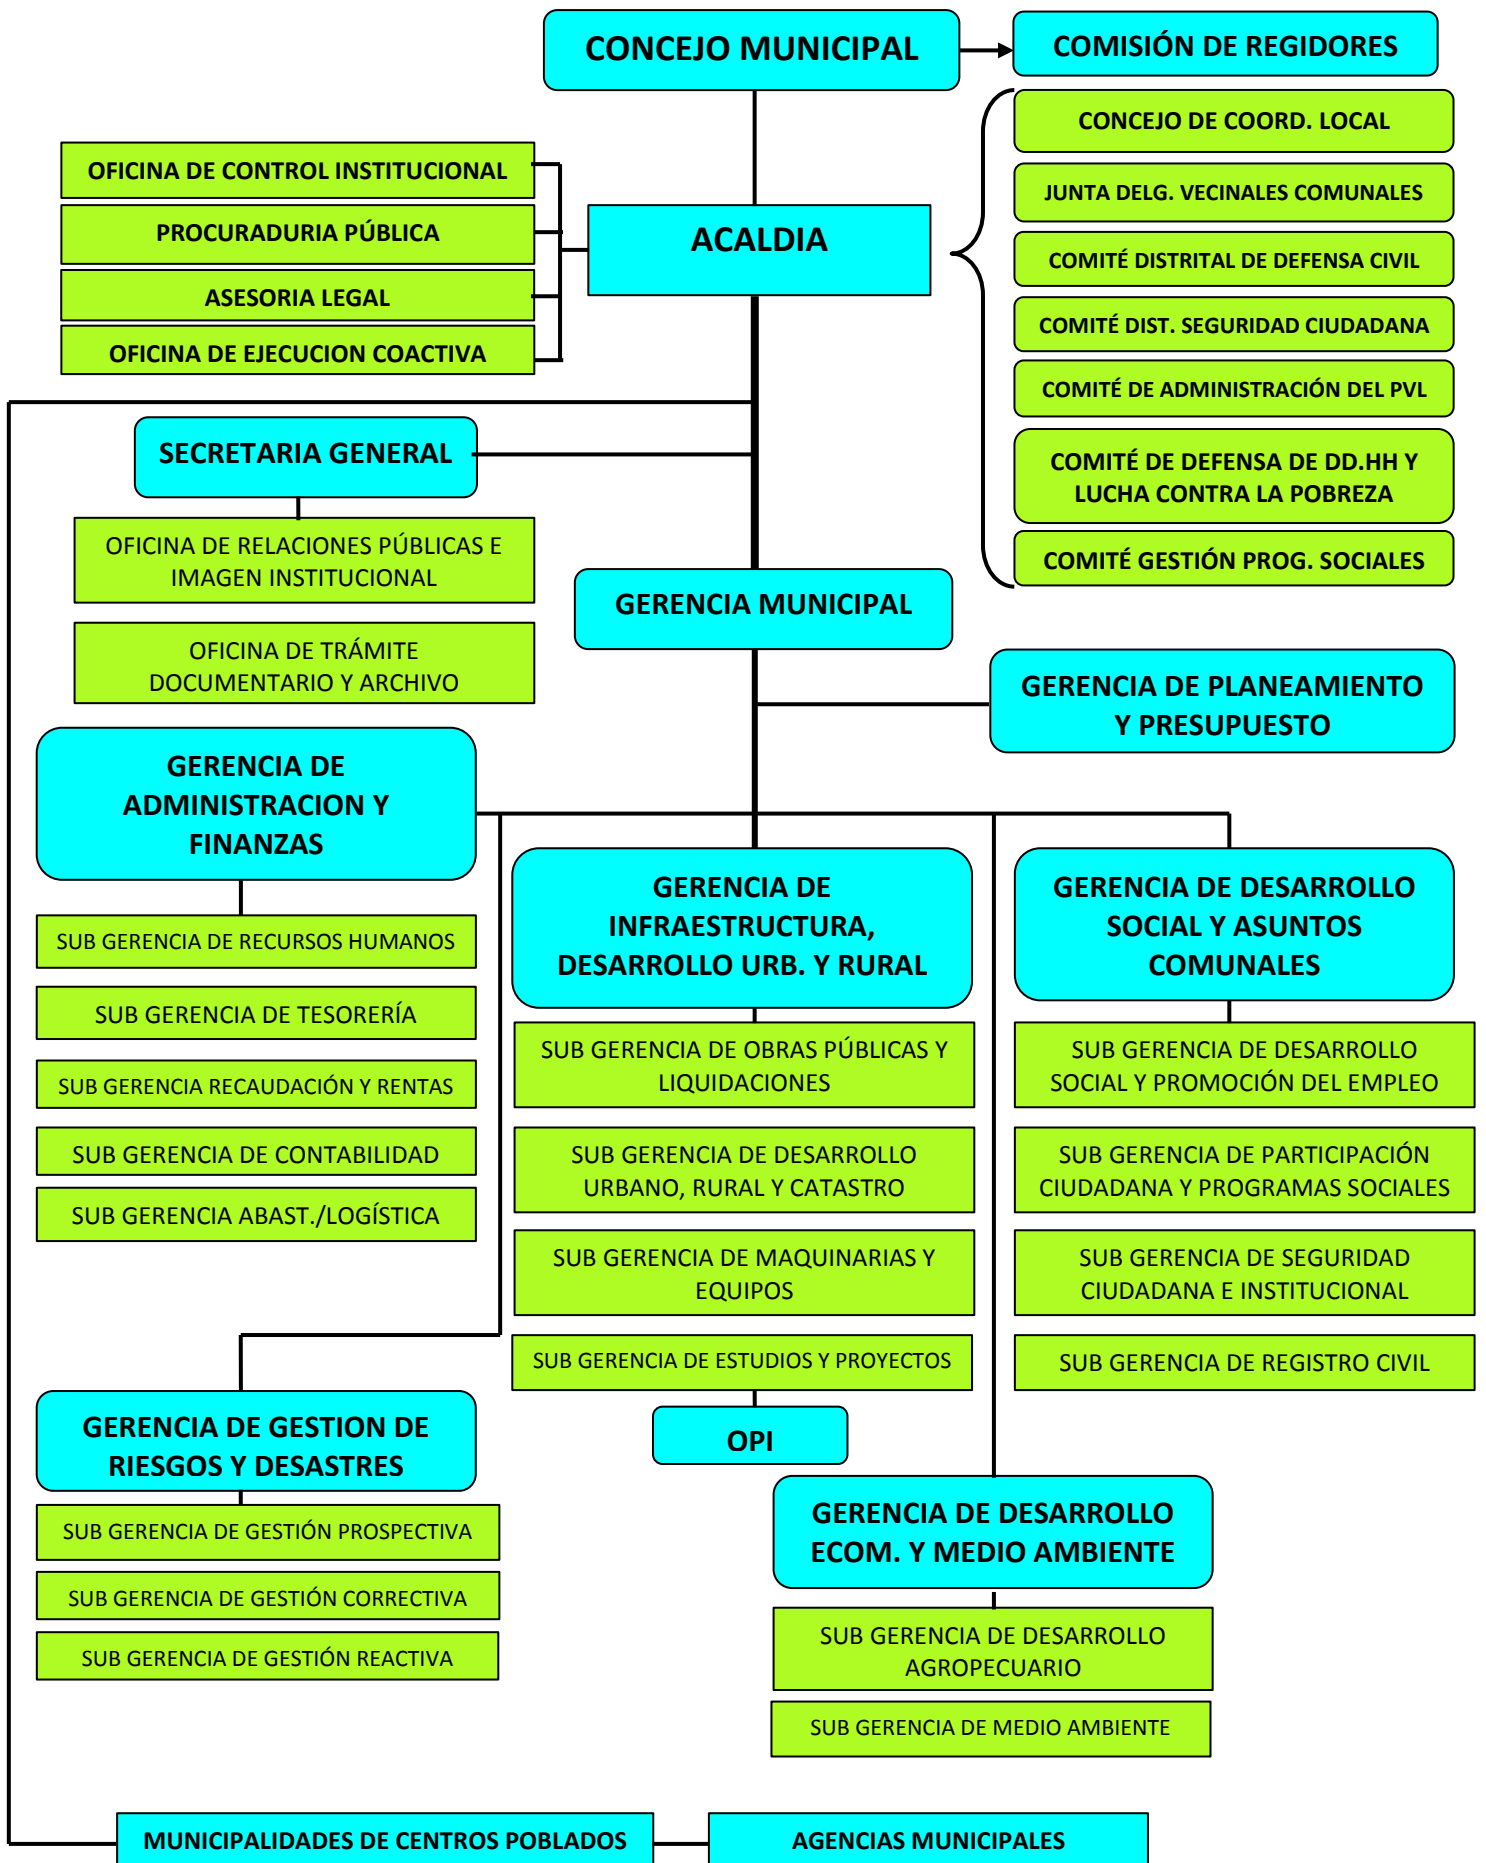 CONCEJO MUNICIPAL
COMISIÓN DE REGIDORES
CONCEJO DE COORD. LOCAL
JUNTA DELG. VECINALES COMUNALES
COMITÉ DISTRITAL DE DEFENSA CIVIL
COMITÉ DIST. SEGURIDAD CIUDADANA
COMITÉ DE ADMINISTRACIÓN DEL PVL
COMITÉ DE DEFENSA DE DD.HH Y
LUCHA CONTRA LA POBREZA
COMITÉ GESTIÓN PROG. SOCIALES
OFICINA DE CONTROL INSTITUCIONAL
PROCURADURIA PÚBLICA
ASESORIA LEGAL
OFICINA DE EJECUCION COACTIVA
ACALDIA
SECRETARIA GENERAL
OFICINA DE RELACIONES PÚBLICAS E
IMAGEN INSTITUCIONAL
OFICINA DE TRÁMITE
DOCUMENTARIO Y ARCHIVO
GERENCIA MUNICIPAL
GERENCIA DE PLANEAMIENTO
Y PRESUPUESTO
GERENCIA DE
ADMINISTRACION Y
FINANZAS
SUB GERENCIA DE RECURSOS HUMANOS
SUB GERENCIA DE TESORERÍA
SUB GERENCIA RECAUDACIÓN Y RENTAS
SUB GERENCIA DE CONTABILIDAD
SUB GERENCIA ABAST./LOGÍSTICA
GERENCIA DE
INFRAESTRUCTURA,
DESARROLLO URB. Y RURAL
SUB GERENCIA DE OBRAS PÚBLICAS Y
LIQUIDACIONES
SUB GERENCIA DE DESARROLLO
URBANO, RURAL Y CATASTRO
SUB GERENCIA DE MAQUINARIAS Y
EQUIPOS
SUB GERENCIA DE ESTUDIOS Y PROYECTOS
OPI
GERENCIA DE DESARROLLO
SOCIAL Y ASUNTOS
COMUNALES
SUB GERENCIA DE DESARROLLO
SOCIAL Y PROMOCIÓN DEL EMPLEO
SUB GERENCIA DE PARTICIPACIÓN
CIUDADANA Y PROGRAMAS SOCIALES
SUB GERENCIA DE SEGURIDAD
CIUDADANA E INSTITUCIONAL
SUB GERENCIA DE REGISTRO CIVIL
GERENCIA DE GESTION DE
RIESGOS Y DESASTRES
SUB GERENCIA DE GESTIÓN PROSPECTIVA
SUB GERENCIA DE GESTIÓN CORRECTIVA
SUB GERENCIA DE GESTIÓN REACTIVA
GERENCIA DE DESARROLLO
ECOM. Y MEDIO AMBIENTE
SUB GERENCIA DE DESARROLLO
AGROPECUARIO
SUB GERENCIA DE MEDIO AMBIENTE
MUNICIPALIDADES DE CENTROS POBLADOS
AGENCIAS MUNICIPALES